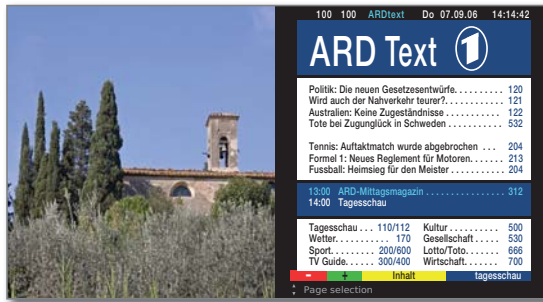 100 100 ARDtext Do 07.09.06 14:14:42
ARD Text 1
Politik: Die neuen Gesetzesentwürfe. . . . . . . . . . 120
Wird auch der Nahverkehr teurer?. . . . . . . . . . . . 121
Australien: Keine Zugeständnisse . . . . . . . . . . . . 122
Tote bei Zugunglück in Schweden . . . . . . . . . . . 532
Tennis: Auftaktmatch wurde abgebrochen . . . 204
Formel 1: Neues Reglement für Motoren. . . . . . . 213
Fussball: Heimsieg für den Meister . . . . . . . . . . . 204
13:00 ARD-Mittagsmagazin . . . . . . . . . . . . . . . . 312
14:00 Tagesschau
Tagesschau . . . 110/112 Kultur . . . . . . . . . . 500
Wetter. . . . . . . . . . 170 Gesellschaft . . . . . 530
Sport. . . . . . . . . 200/600 Lotto/Toto. . . . . . . 666
TV Guide. . . . . . 300/400 Wirtschaft. . . . . . . 700
- + Inhalt tagesschau
Page selection